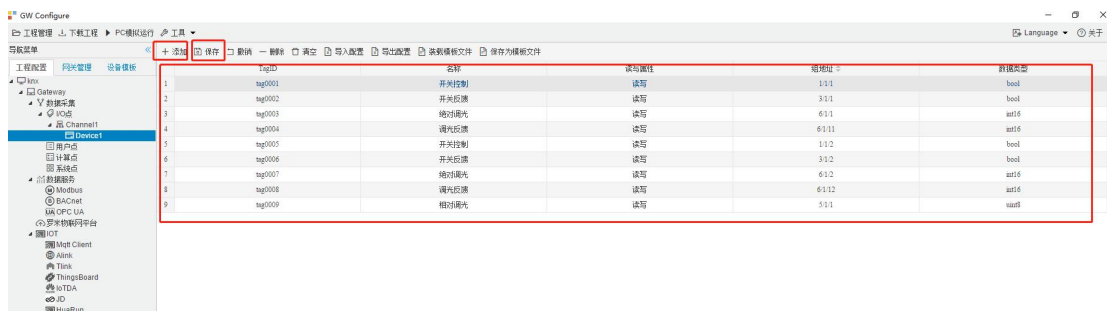 GW Configure
工程管理 下载工程 PC模拟运行 工具 Language 关于
导航菜单 添加 保存 撤销 删除 清空 导入配置 导出配置 装载模板文件 保存为模板文件
工程配置 网关管理 设备模板
TagID 名称 读写属性 组地址 数据类型
1 tag0001 开关控制 读写 1/1/1 bool
2 tag0002 开关反馈 读写 3/1/1 bool
3 tag0003 绝对调光 读写 6/1/1 int16
4 tag0004 调光反馈 读写 6/1/11 int16
5 tag0005 开关控制 读写 1/1/2 bool
6 tag0006 开关反馈 读写 3/1/2 bool
7 tag0007 绝对调光 读写 6/1/2 int16
8 tag0008 调光反馈 读写 6/1/12 int16
9 tag0009 相对调光 读写 5/1/1 uint8
knx
Gateway
数据采集
I/O点
Channel1
Device1
用户点
计算点
系统点
数据服务
Modbus
BACnet
OPC UA
罗米物联网平台
IOT
Mqtt Client
Alink
Tlink
ThingsBoard
IoTDA
JD
HuaRun